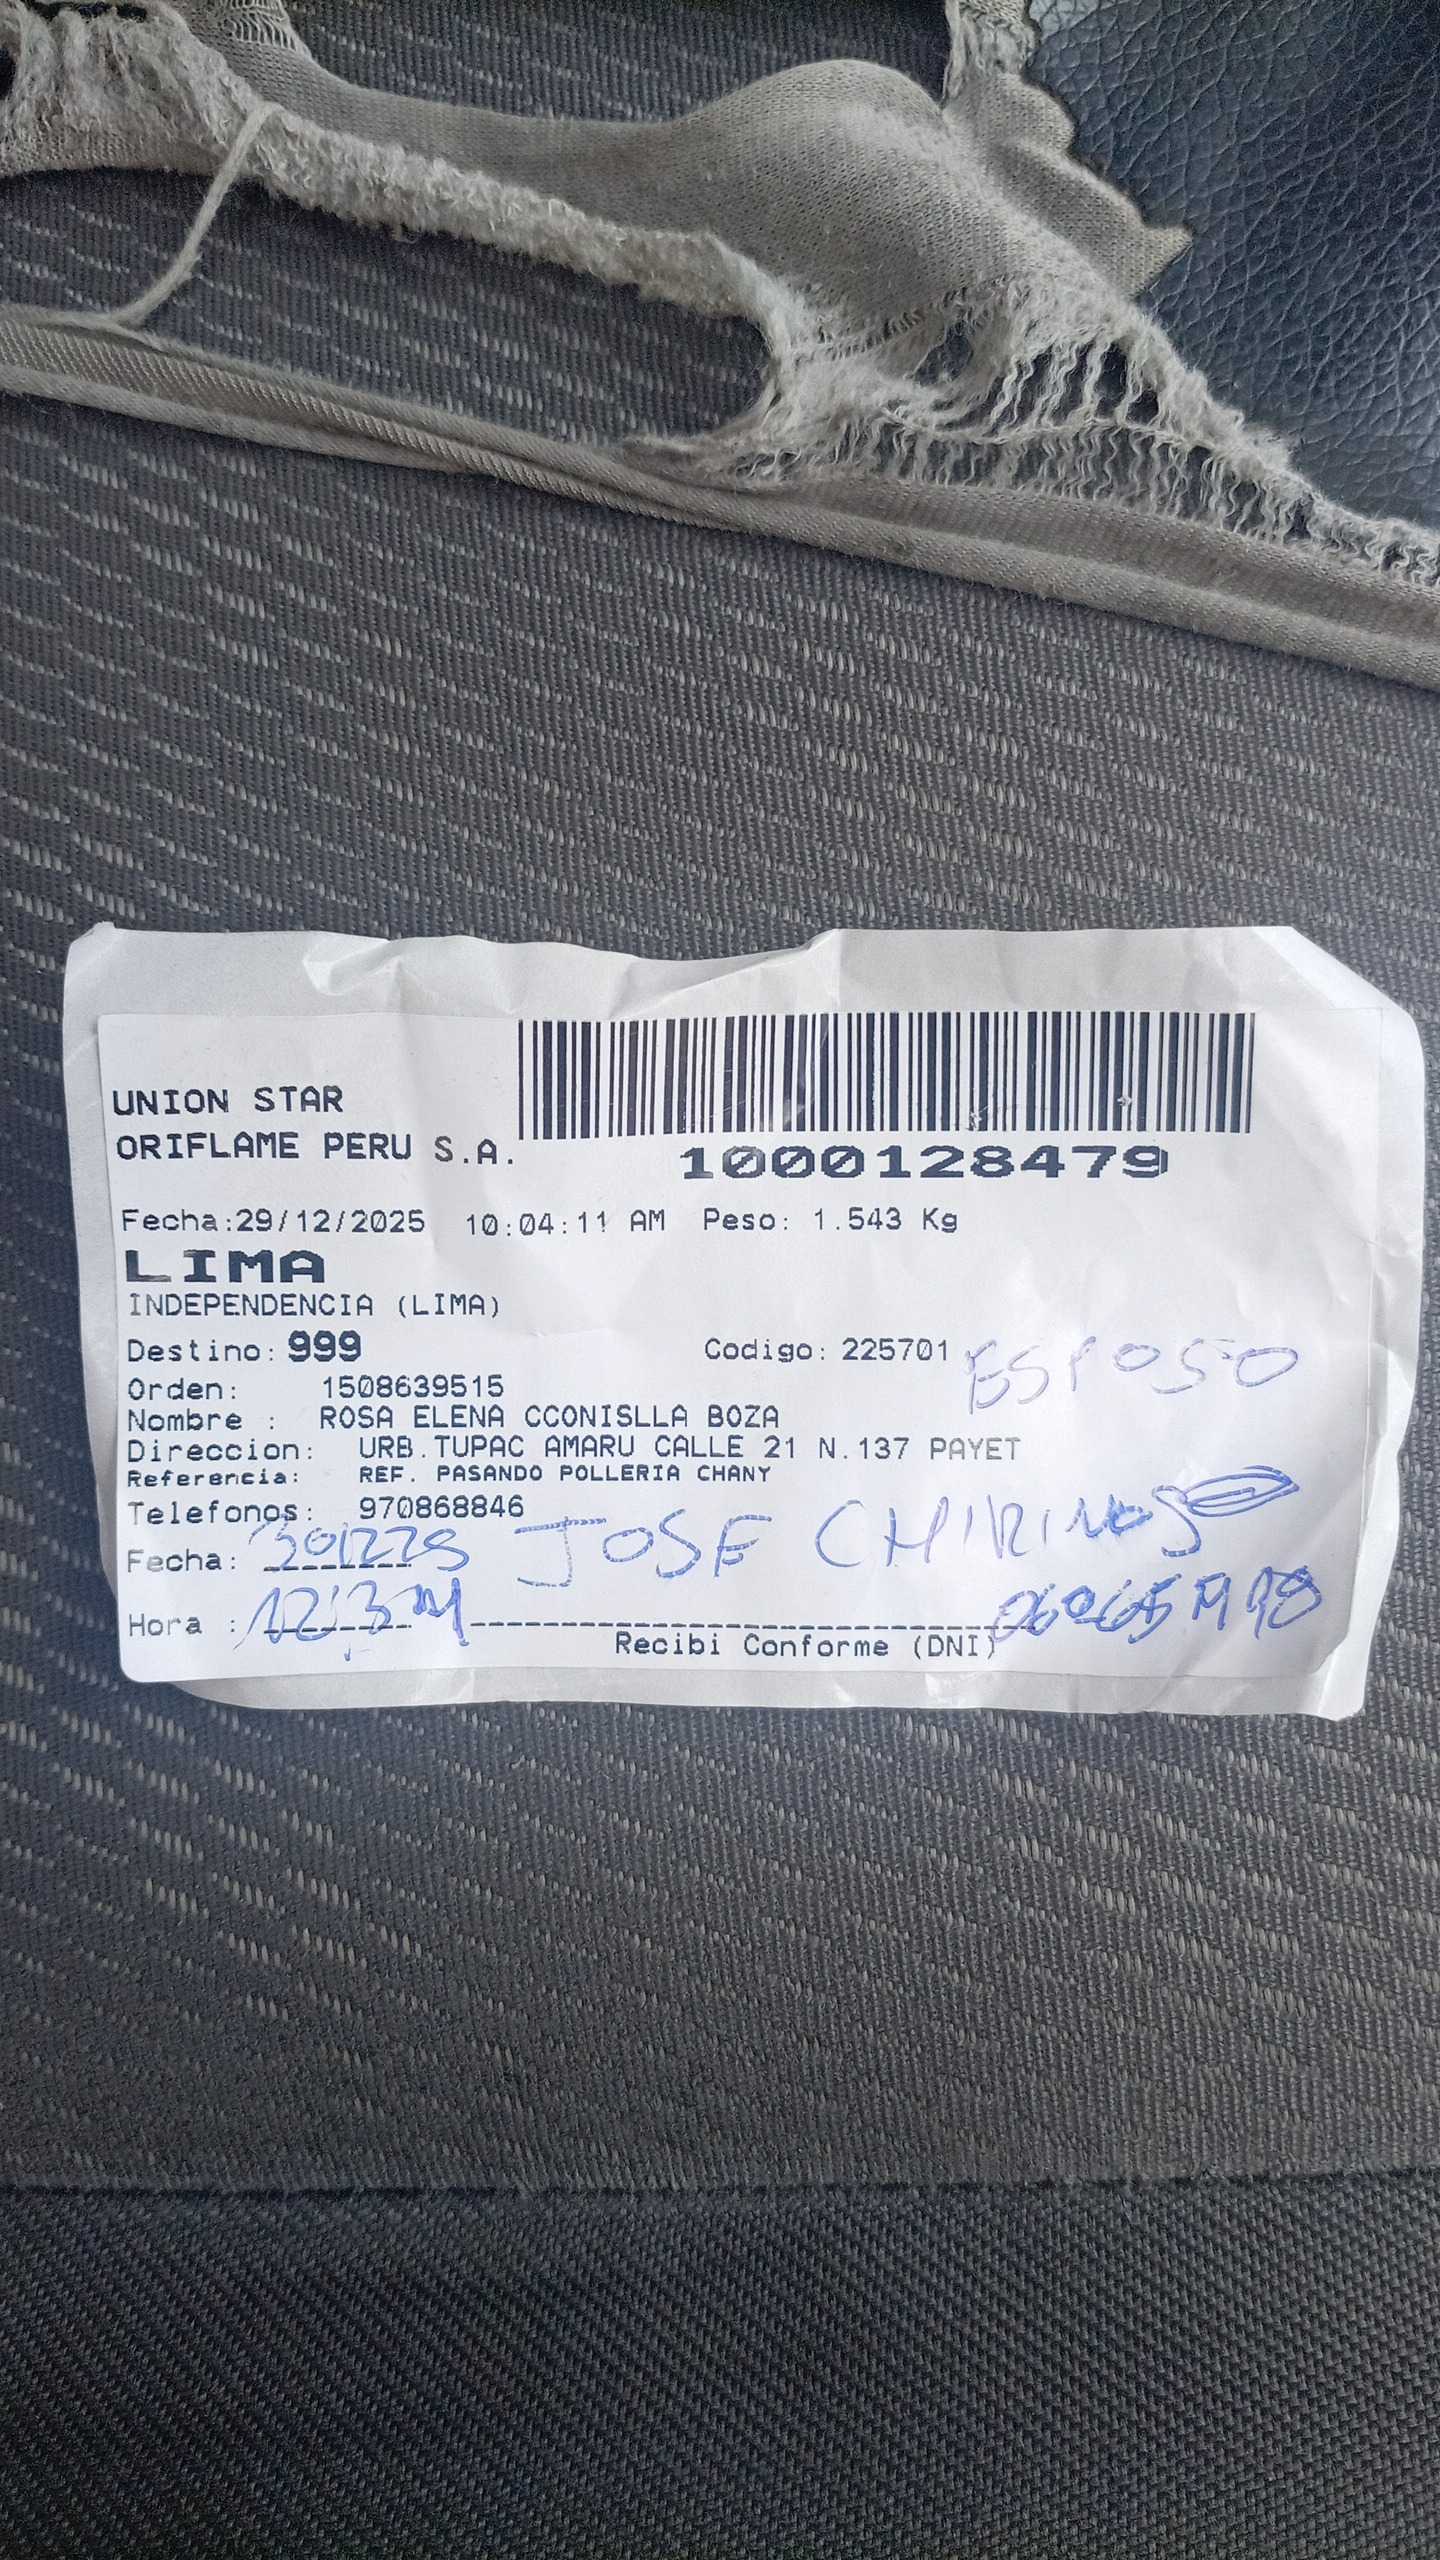 UNION STAR
ORIFLAME PERU S.A.
1000128479
Fecha:29/12/2025 10:04:11 AM Peso: 1.543 Kg
LIMA
INDEPENDENCIA (LIMA)
Destino: 999 Codigo: 225701 ESPOSO
Orden: 1508639515
Nombre : ROSA ELENA CCONISLLA BOZA
Direccion: URB.TUPAC AMARU CALLE 21 N.137 PAYET
Referencia: REF. PASANDO POLLERIA CHANY
Telefonos: 970868846
Fecha: 301225 JOSE CHIRINOS
Hora :
Recibi Conforme (DNI)